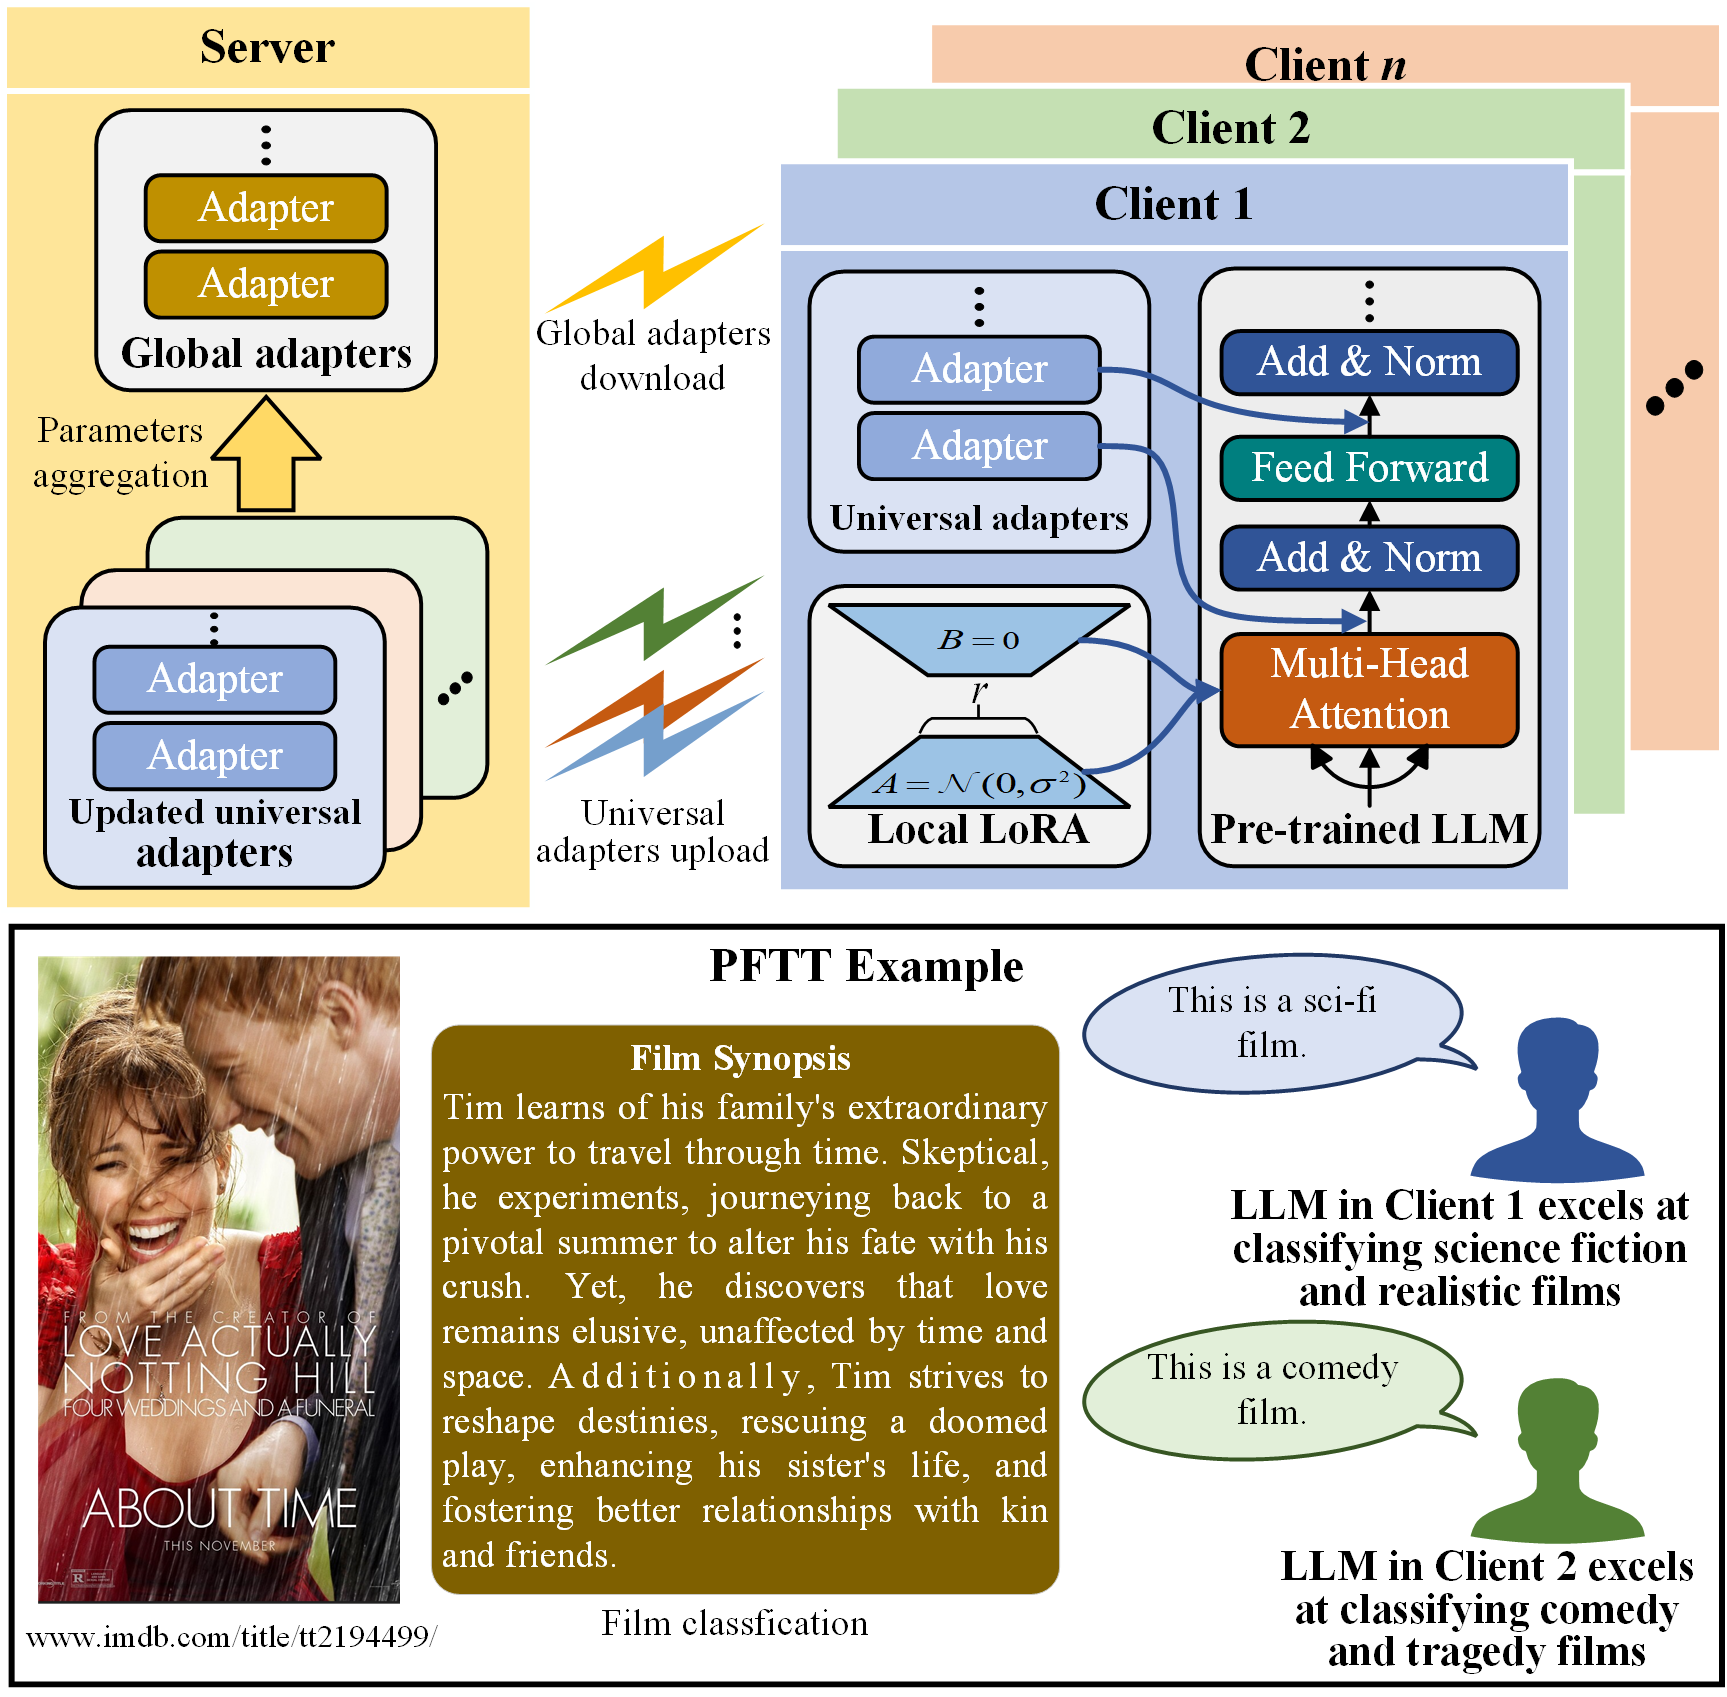 Server
Adapter
Adapter
Global adapters
Parameters
aggregation
Adapter
Adapter
Updated universal
adapters
Global adapters
download
Universal
adapters upload
Client n
Client 2
Client 1
Adapter
Adapter
Universal adapters
B = 0
r
A = N(0, σ²)
Local LoRA
Add & Norm
Feed Forward
Add & Norm
Multi-Head
Attention
Pre-trained LLM
PFTT Example
FROM THE CREATOR OF
LOVE ACTUALLY
NOTTING HILL
FOUR WEDDINGS AND A FUNERAL
ABOUT TIME
THIS NOVEMBER
R
www.imdb.com/title/tt2194499/
Film Synopsis
Tim learns of his family's extraordinary
power to travel through time. Skeptical,
he experiments, journeying back to a
pivotal summer to alter his fate with his
crush. Yet, he discovers that love
remains elusive, unaffected by time and
space. Additionally, Tim strives to
reshape destinies, rescuing a doomed
play, enhancing his sister's life, and
fostering better relationships with kin
and friends.
Film classfication
This is a sci-fi
film.
LLM in Client 1 excels at
classifying science fiction
and realistic films
This is a comedy
film.
LLM in Client 2 excels
at classifying comedy
and tragedy films